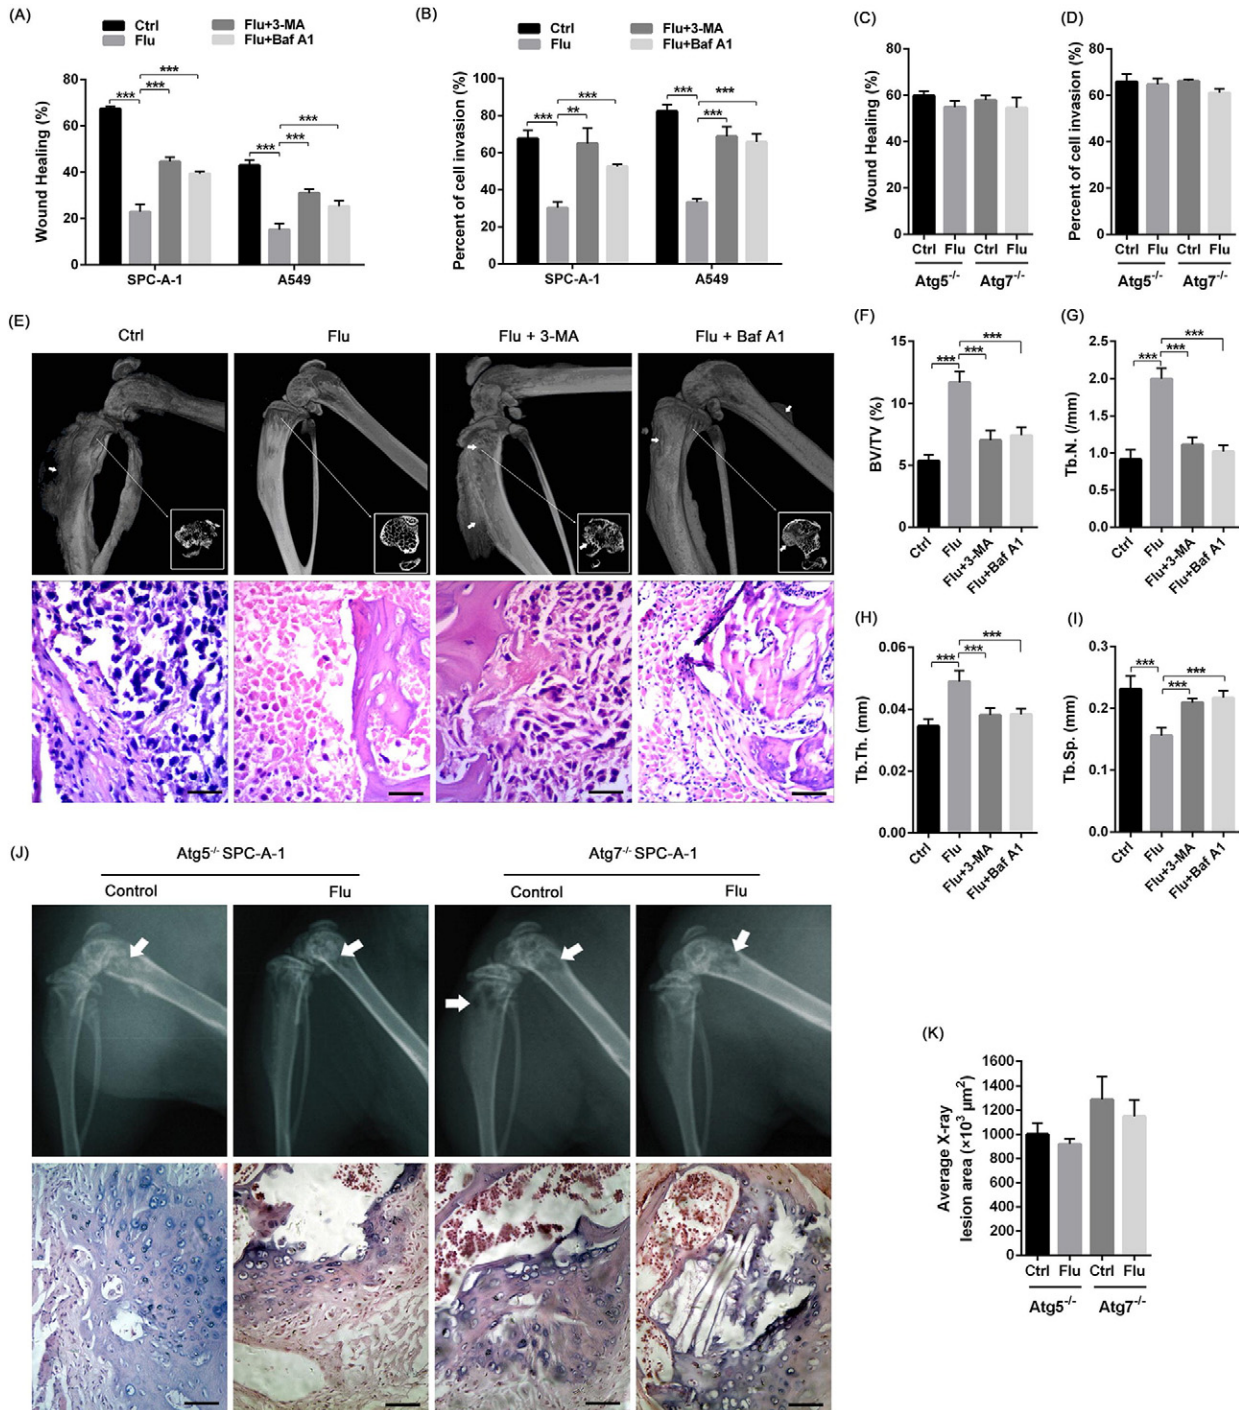 (A)
Ctrl
Flu
Flu+3-MA
Flu+Baf A1
Wound Healing (%)
80
60
40
20
0
***
***
***
***
***
***
SPC-A-1
A549
(B)
Ctrl
Flu
Flu+3-MA
Flu+Baf A1
Percent of cell invasion (%)
100
80
60
40
20
0
***
**
***
***
***
***
SPC-A-1
A549
(C)
Wound Healing (%)
80
60
40
20
0
Ctrl Flu Ctrl Flu
Atg5-/- Atg7-/-
(D)
Percent of cell invasion (%)
80
60
40
20
0
Ctrl Flu Ctrl Flu
Atg5-/- Atg7-/-
(E)
Ctrl
Flu
Flu + 3-MA
Flu + Baf A1
(F)
BV/TV (%)
15
10
5
0
***
***
***
Ctrl
Flu
Flu+3-MA
Flu+Baf A1
(G)
Tb.N. (/mm)
2.5
2.0
1.5
1.0
0.5
0.0
***
***
***
Ctrl
Flu
Flu+3-MA
Flu+Baf A1
(H)
Tb.Th. (mm)
0.06
0.04
0.02
0.00
***
***
***
Ctrl
Flu
Flu+3-MA
Flu+Baf A1
(I)
Tb.Sp. (mm)
0.3
0.2
0.1
0.0
***
***
***
Ctrl
Flu
Flu+3-MA
Flu+Baf A1
(J)
Atg5-/- SPC-A-1
Atg7-/- SPC-A-1
Control
Flu
Control
Flu
(K)
Average X-ray
lesion area (×10³ µm²)
1600
1400
1200
1000
800
600
400
200
0
Ctrl Flu Ctrl Flu
Atg5-/- Atg7-/-